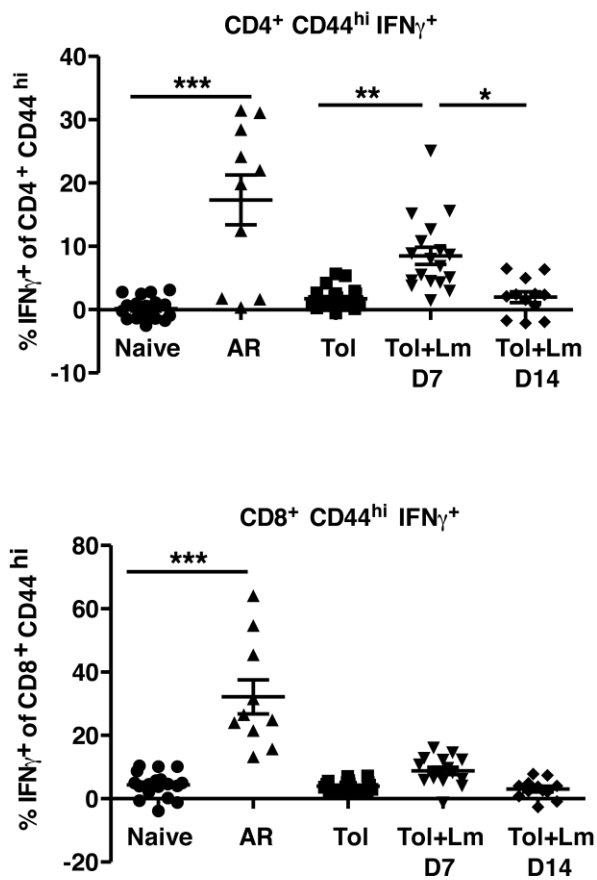 CD4⁺ CD44ʰⁱ IFNγ⁺
% IFNγ⁺ of CD4⁺ CD44 ʰⁱ
40
30
20
10
0
-10
***
**
*
Naive AR Tol Tol+Lm Tol+Lm
D7 D14
CD8⁺ CD44ʰⁱ IFNγ⁺
% IFNγ⁺ of CD8⁺ CD44 ʰⁱ
80
60
40
20
0
-20
***
Naive AR Tol Tol+Lm Tol+Lm
D7 D14